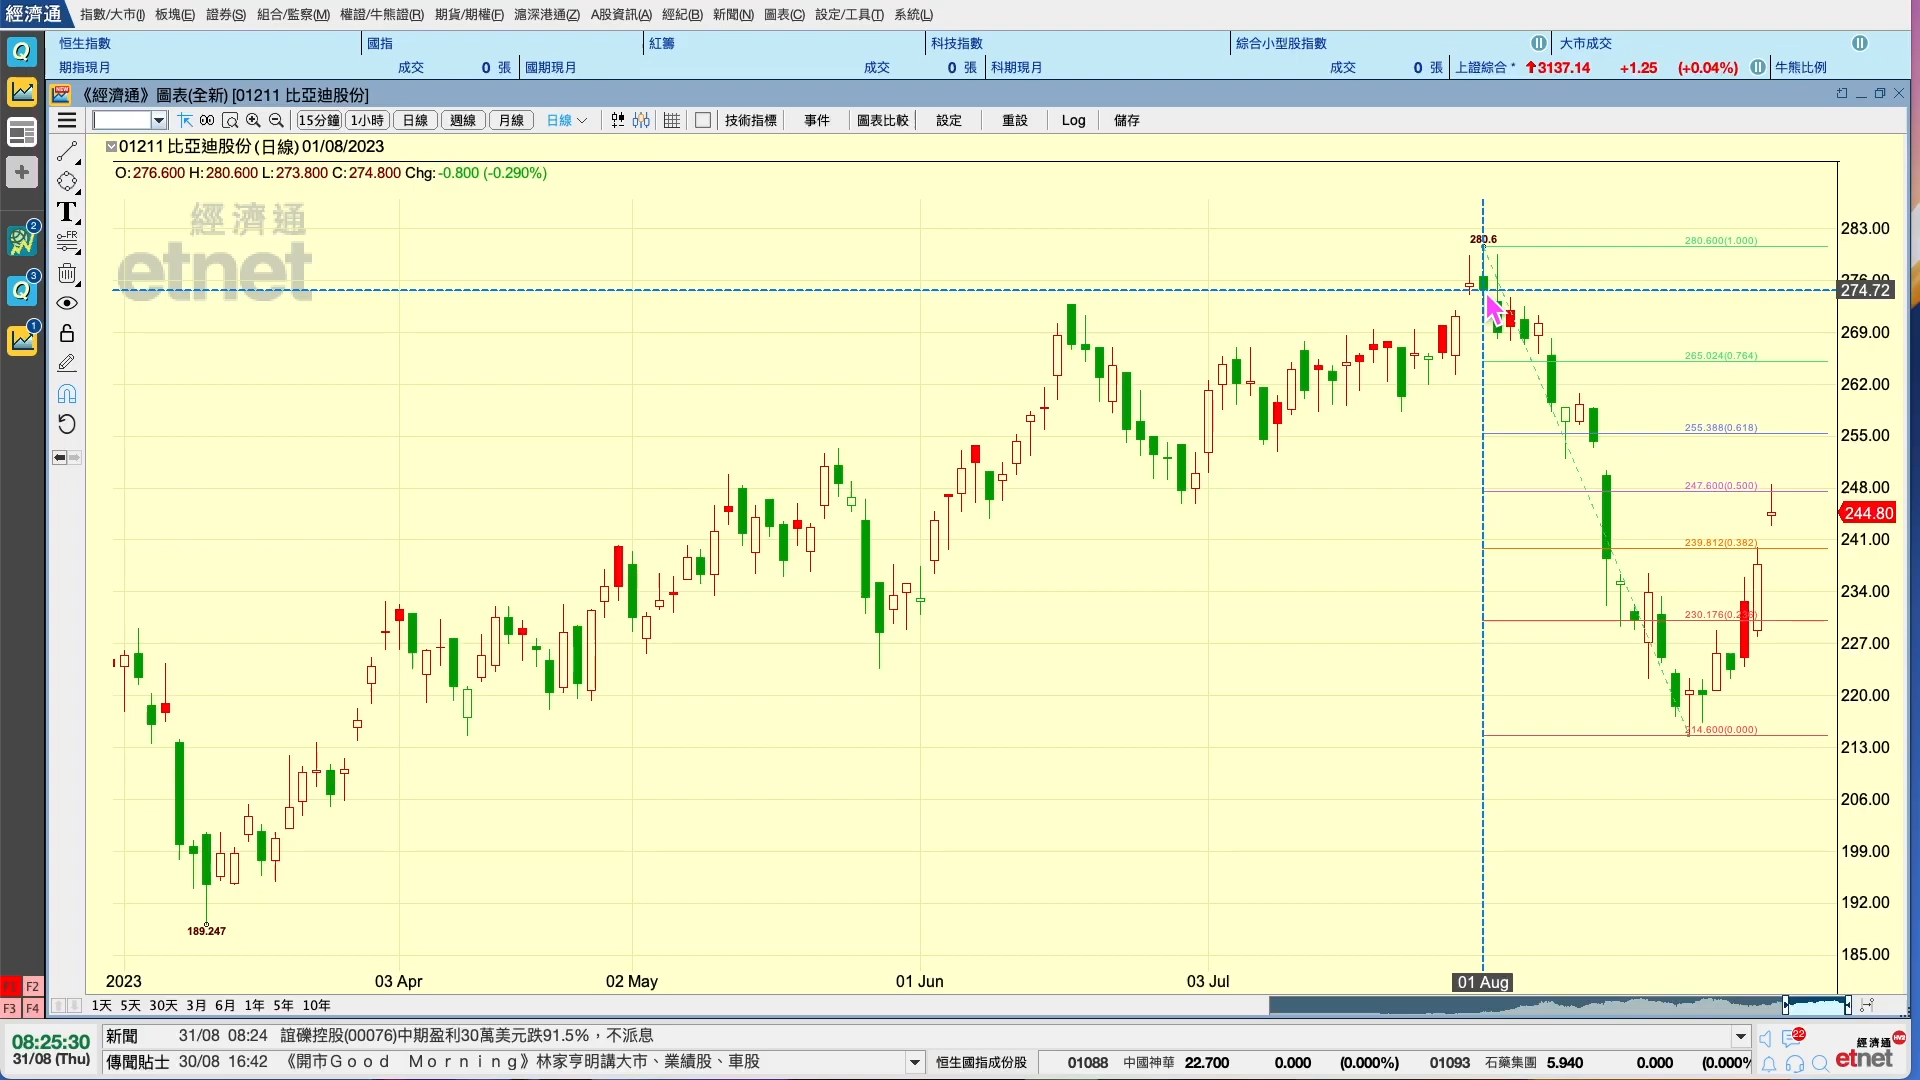 經濟通 指數/大市(I) 板塊(E) 證券(S) 組合/監察(M) 權證/牛熊證(R) 期貨/期權(F) 滬深港通(Z) A股資訊(A) 經紀(B) 新聞(N) 圖表(C) 設定/工具(T) 系統(L)
恒生指數 國指 紅籌 科技指數 綜合小型股指數 大市成交
期指現月 成交 0 張 國期現月 成交 0 張 科期現月 成交 0 張 上證綜合 * 3137.14 +1.25 (+0.04%) 牛熊比例
《經濟通》圖表(全新) [01211 比亞迪股份]
15分鐘 1小時 日線 週線 月線 日線 技術指標 事件 圖表比較 設定 重設 Log 儲存
01211 比亞迪股份(日線) 01/08/2023
O:276.600 H:280.600 L:273.800 C:274.800 Chg:-0.800 (-0.290%)
經濟通
etnet
280.6
280.600(1.000)
265.024(0.764)
255.388(0.618)
247.600(0.500)
239.812(0.382)
230.176(0.236)
214.600(0.000)
189.247
283.00
276.00
274.72
269.00
262.00
255.00
248.00
244.80
241.00
234.00
227.00
220.00
213.00
206.00
199.00
192.00
185.00
2023 03 Apr 02 May 01 Jun 03 Jul 01 Aug
1天 5天 30天 3月 6月 1年 5年 10年
Q
T
FR
2
Q
3
1
F1 F2
F3 F4
08:25:30
31/08 (Thu)
新聞 31/08 08:24 誼礫控股(00076)中期盈利30萬美元跌91.5%，不派息
傳聞貼士 30/08 16:42 《開市Ｇｏｏｄ Ｍｏｒｎｉｎｇ》林家亨明講大市、業績股、車股
恒生國指成份股 01088 中國神華 22.700 0.000 (0.000%) 01093 石藥集團 5.940 0.000 (0.000%
22
經濟通
etnet